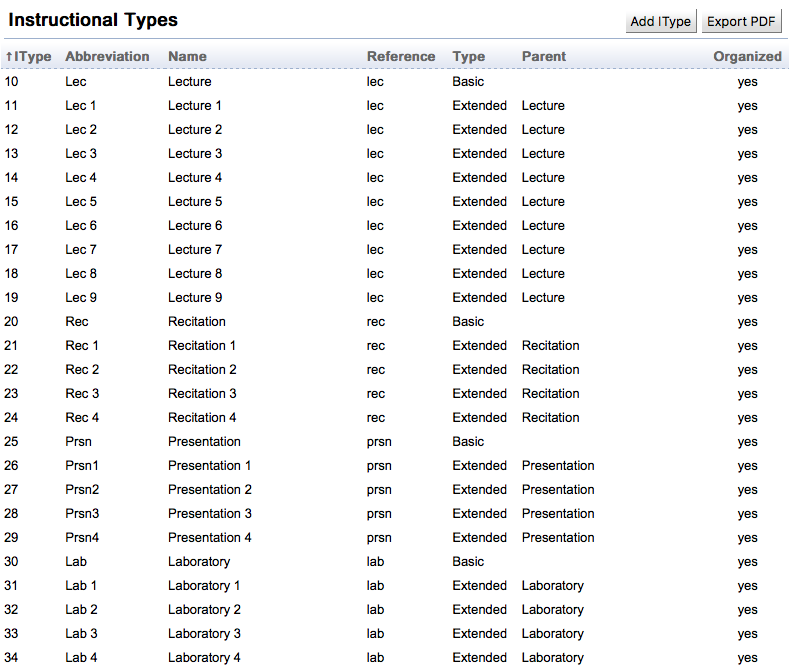 Instructional Types Add IType Export PDF
↑IType Abbreviation Name Reference Type Parent Organized
10 Lec Lecture lec Basic yes
11 Lec 1 Lecture 1 lec Extended Lecture yes
12 Lec 2 Lecture 2 lec Extended Lecture yes
13 Lec 3 Lecture 3 lec Extended Lecture yes
14 Lec 4 Lecture 4 lec Extended Lecture yes
15 Lec 5 Lecture 5 lec Extended Lecture yes
16 Lec 6 Lecture 6 lec Extended Lecture yes
17 Lec 7 Lecture 7 lec Extended Lecture yes
18 Lec 8 Lecture 8 lec Extended Lecture yes
19 Lec 9 Lecture 9 lec Extended Lecture yes
20 Rec Recitation rec Basic yes
21 Rec 1 Recitation 1 rec Extended Recitation yes
22 Rec 2 Recitation 2 rec Extended Recitation yes
23 Rec 3 Recitation 3 rec Extended Recitation yes
24 Rec 4 Recitation 4 rec Extended Recitation yes
25 Prsn Presentation prsn Basic yes
26 Prsn1 Presentation 1 prsn Extended Presentation yes
27 Prsn2 Presentation 2 prsn Extended Presentation yes
28 Prsn3 Presentation 3 prsn Extended Presentation yes
29 Prsn4 Presentation 4 prsn Extended Presentation yes
30 Lab Laboratory lab Basic yes
31 Lab 1 Laboratory 1 lab Extended Laboratory yes
32 Lab 2 Laboratory 2 lab Extended Laboratory yes
33 Lab 3 Laboratory 3 lab Extended Laboratory yes
34 Lab 4 Laboratory 4 lab Extended Laboratory yes